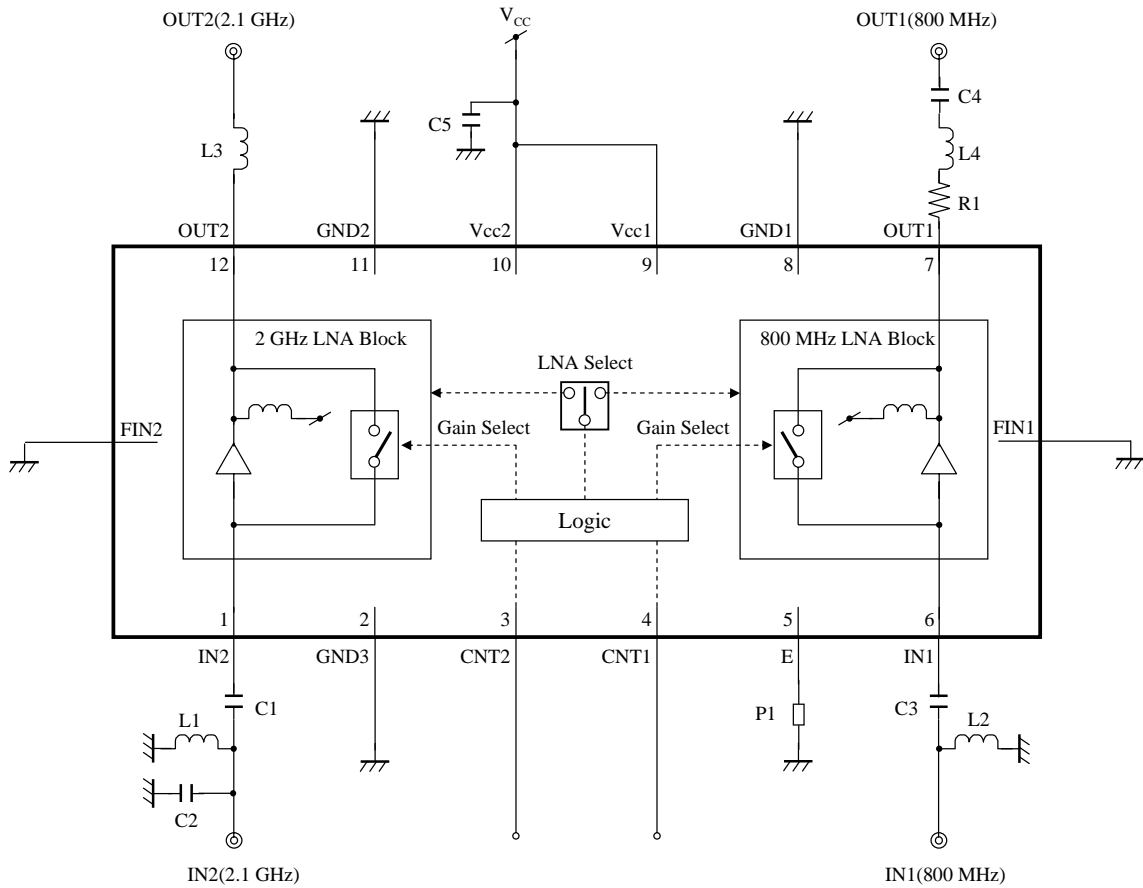 OUT2(2.1 GHz)
V_CC
OUT1(800 MHz)
C4
C5
L3
L4
R1
OUT2
GND2
Vcc2
Vcc1
GND1
OUT1
12
11
10
9
8
7
2 GHz LNA Block
800 MHz LNA Block
LNA Select
FIN2
Gain Select
Gain Select
FIN1
Logic
1
2
3
4
5
6
IN2
GND3
CNT2
CNT1
E
IN1
C1
P1
C3
L1
L2
C2
IN2(2.1 GHz)
IN1(800 MHz)